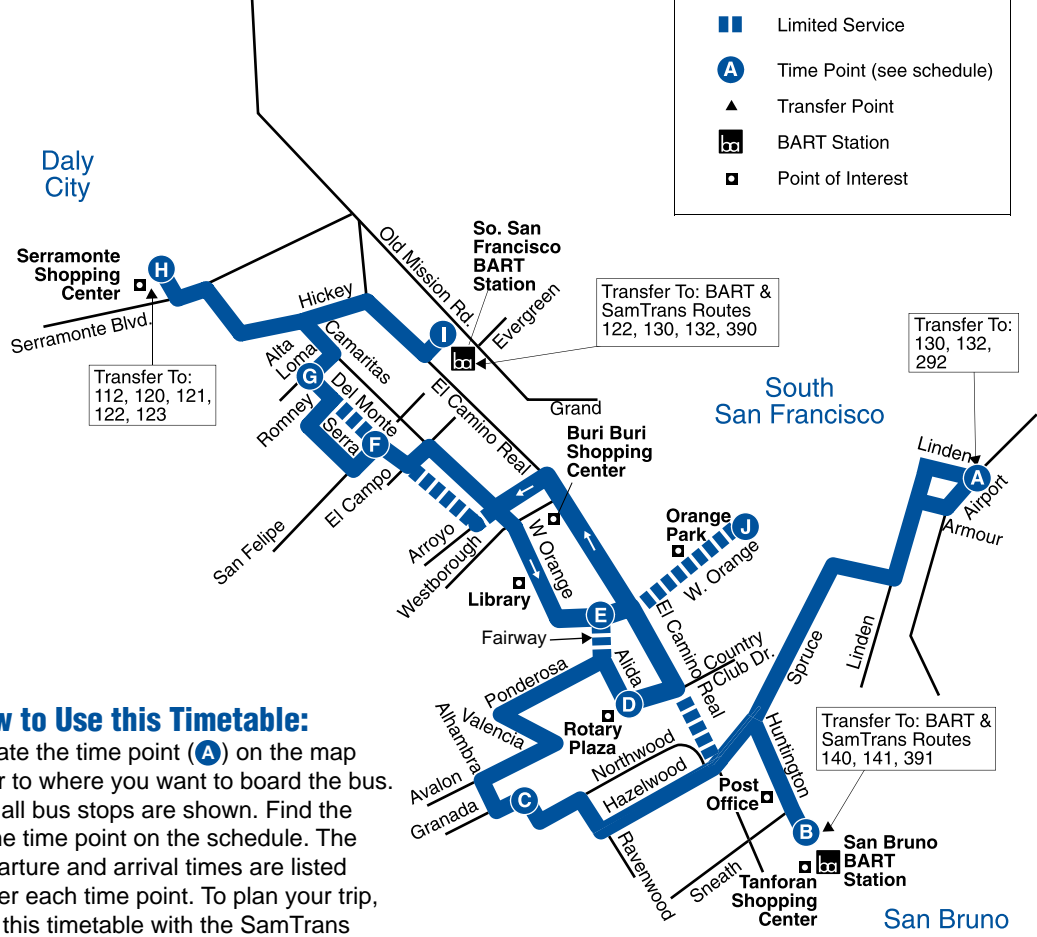 Limited Service
A
Time Point (see schedule)
Transfer Point
ba
BART Station
Point of Interest
Daly
City
Serramonte
Shopping
Center
H
Serramonte Blvd.
Transfer To:
112, 120, 121,
122, 123
Hickey
Old Mission Rd.
So. San
Francisco
BART
Station
Evergreen
I
ba
Transfer To: BART &
SamTrans Routes
122, 130, 132, 390
Transfer To:
130, 132,
292
Alta
Loma
Camaritas
G
Del Monte
Romney
Serra
F
El Camino Real
Grand
South
San Francisco
Buri Buri
Shopping
Center
El Campo
San Felipe
Arroyo
Westborough
W Orange
Library
Orange
Park
J
W. Orange
Linden
A
Airport
Armour
E
Fairway
El Camino Real
Country
Club Dr.
Spruce
Linden
Alida
D
Ponderosa
Valencia
Alhambra
Rotary
Plaza
Avalon
Granada
C
Northwood
Hazelwood
Huntington
Transfer To: BART &
SamTrans Routes
140, 141, 391
Post
Office
B
Ravenwood
Sneath
Tanforan
Shopping
Center
ba
San Bruno
BART
Station
San Bruno
w to Use this Timetable:
ate the time point (A) on the map
r to where you want to board the bus.
all bus stops are shown. Find the
e time point on the schedule. The
arture and arrival times are listed
er each time point. To plan your trip,
this timetable with the SamTrans